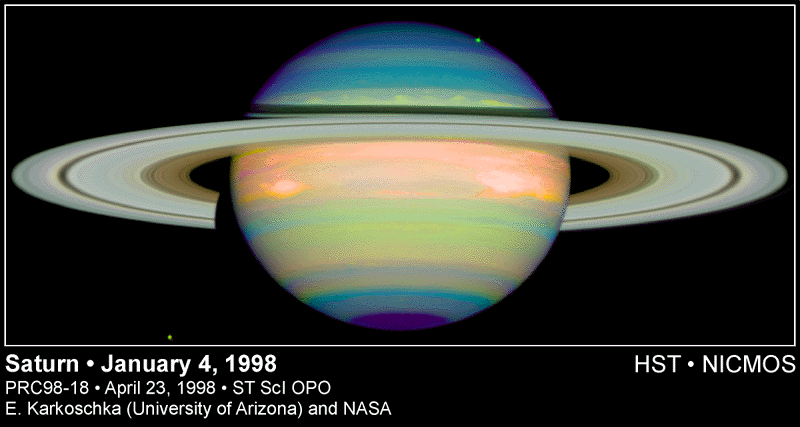 Saturn • January 4, 1998
HST • NICMOS
PRC98-18 • April 23, 1998 • ST ScI OPO
E. Karkoschka (University of Arizona) and NASA